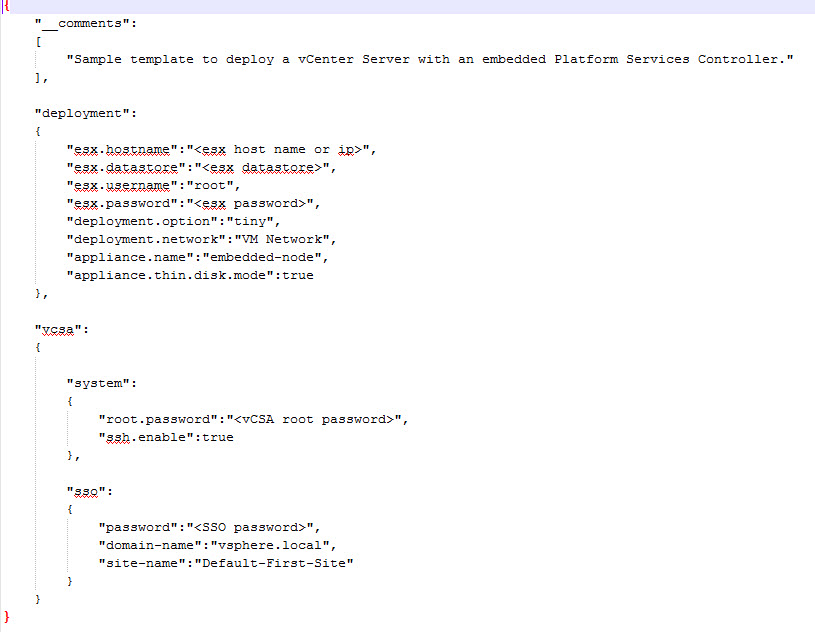 {
"__comments":
[
"Sample template to deploy a vCenter Server with an embedded Platform Services Controller."
],
"deployment":
{
"esx.hostname":"<esx host name or ip>",
"esx.datastore":"<esx datastore>",
"esx.username":"root",
"esx.password":"<esx password>",
"deployment.option":"tiny",
"deployment.network":"VM Network",
"appliance.name":"embedded-node",
"appliance.thin.disk.mode":true
},
"vcsa":
{
"system":
{
"root.password":"<vCSA root password>",
"ssh.enable":true
},
"sso":
{
"password":"<SSO password>",
"domain-name":"vsphere.local",
"site-name":"Default-First-Site"
}
}
}